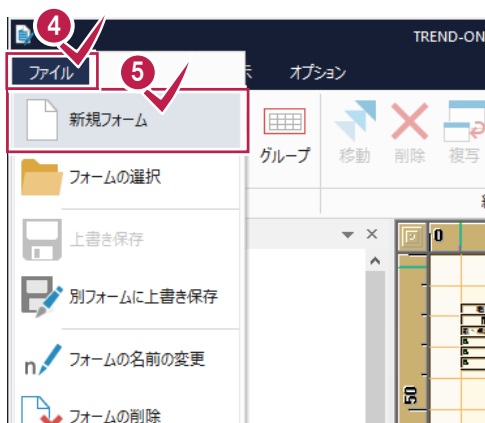 4
TREND-ON
ファイル
5
示 オプション
新規フォーム
グループ
移動
削除
複写
フォームの選択
上書き保存
0
別フォームに上書き保存
フォームの名前の変更
50
フォームの削除